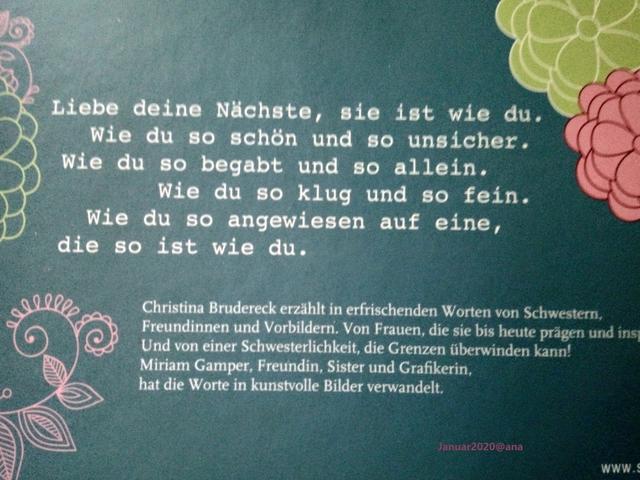 Liebe deine Nächste, sie ist wie du.
Wie du so schön und so unsicher.
Wie du so begabt und so allein.
Wie du so klug und so fein.
Wie du so angewiesen auf eine,
die so ist wie du.
Christina Brudereck erzählt in erfrischenden Worten von Schwestern,
Freundinnen und Vorbildern. Von Frauen, die sie bis heute prägen und insp
Und von einer Schwesterlichkeit, die Grenzen überwinden kann!
Miriam Gamper, Freundin, Sister und Grafikerin,
hat die Worte in kunstvolle Bilder verwandelt.
Januar2020@ana
www.s